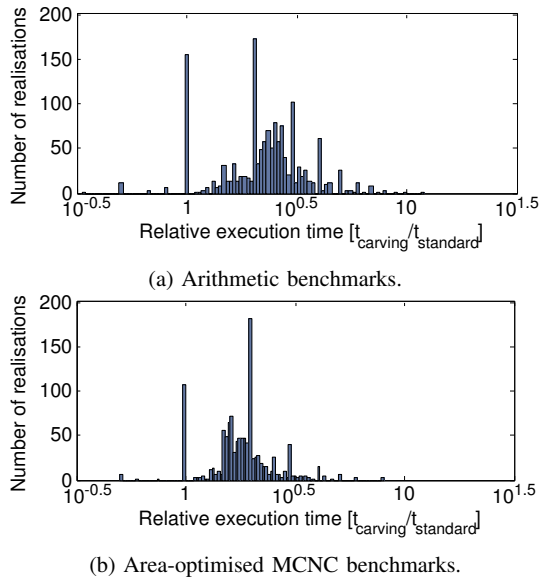 200
150
100
50
0
Number of realisations
10^-0.5 1 10^0.5 10 10^1.5
Relative execution time [t_carving/t_standard]
(a) Arithmetic benchmarks.
200
150
100
50
0
Number of realisations
10^-0.5 1 10^0.5 10 10^1.5
Relative execution time [t_carving/t_standard]
(b) Area-optimised MCNC benchmarks.